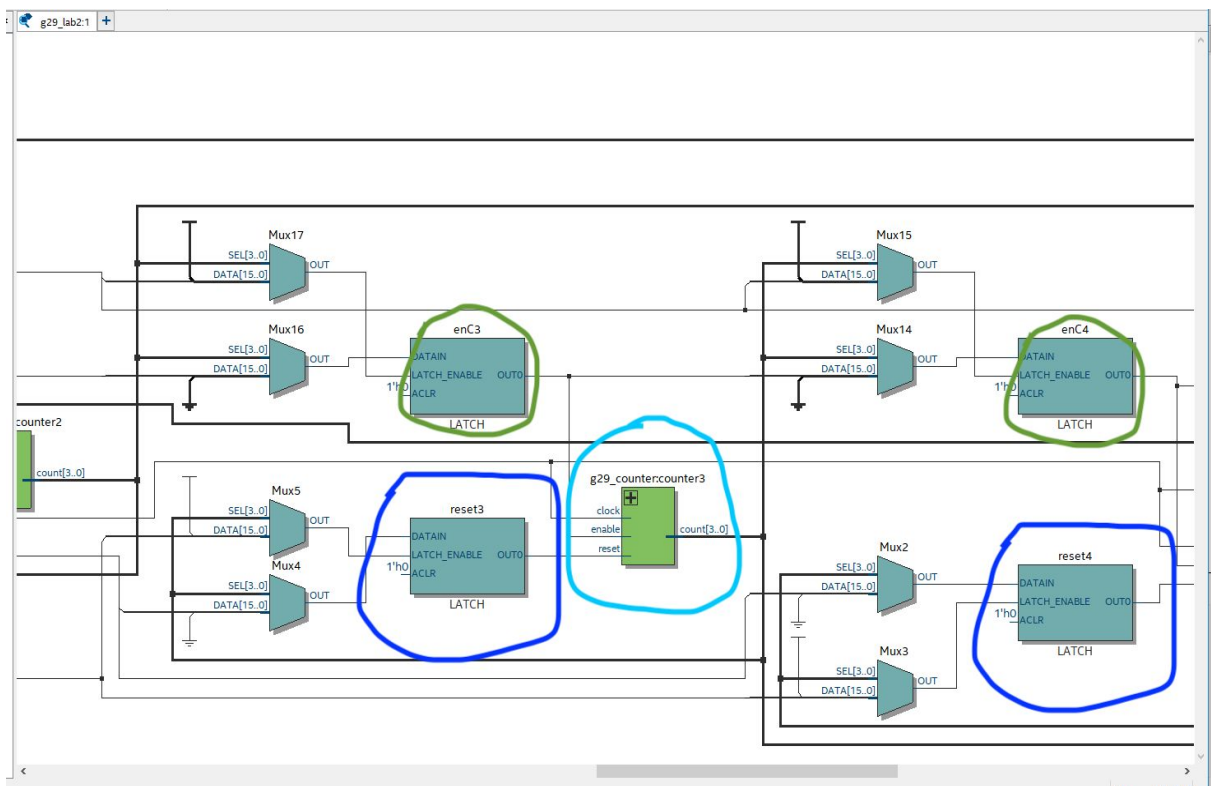 g29_lab2:1
Mux17
SEL[3..0]
OUT
DATA[15..0]
Mux15
SEL[3..0]
OUT
DATA[15..0]
Mux16
SEL[3..0]
OUT
DATA[15..0]
enC3
DATAIN
LATCH_ENABLE OUT0
1'h0
ACLR
LATCH
Mux14
SEL[3..0]
OUT
DATA[15..0]
enC4
DATAIN
LATCH_ENABLE OUT0
1'h0
ACLR
LATCH
counter2
count[3..0]
Mux5
SEL[3..0]
OUT
DATA[15..0]
Mux4
SEL[3..0]
OUT
DATA[15..0]
reset3
DATAIN
LATCH_ENABLE OUT0
1'h0
ACLR
LATCH
g29_counter:counter3
clock
enable count[3..0]
reset
Mux2
SEL[3..0]
OUT
DATA[15..0]
Mux3
SEL[3..0]
OUT
DATA[15..0]
reset4
DATAIN
LATCH_ENABLE OUT0
1'h0
ACLR
LATCH